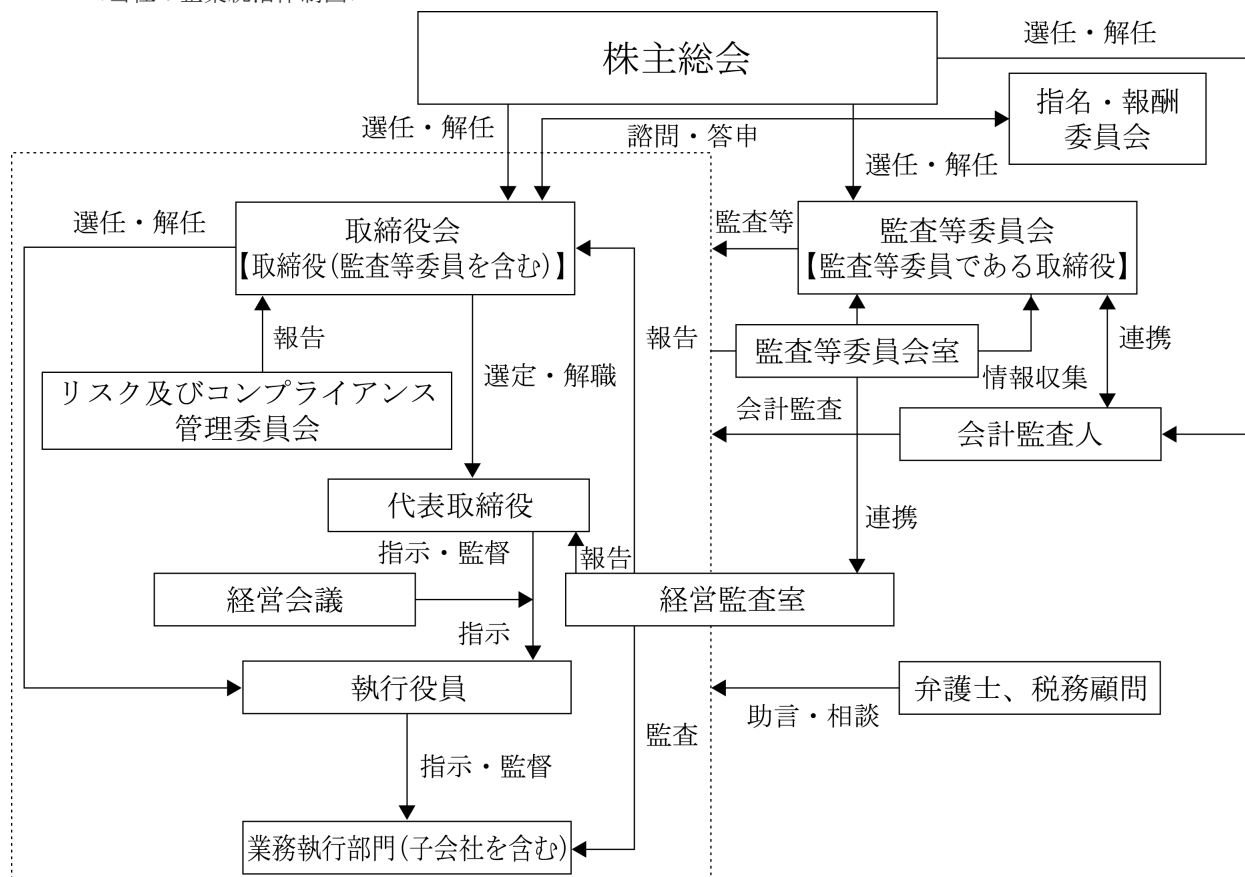 株主総会
選任・解任
指名・報酬
委員会
選任・解任
諮問・答申
選任・解任
選任・解任
取締役会
【取締役(監査等委員を含む)】
監査等
監査等委員会
【監査等委員である取締役】
報告
報告
監査等委員会室
連携
選定・解職
情報収集
リスク及びコンプライアンス
管理委員会
会計監査
会計監査人
代表取締役
連携
指示・監督
報告
経営会議
経営監査室
指示
執行役員
弁護士、税務顧問
助言・相談
監査
指示・監督
業務執行部門(子会社を含む)